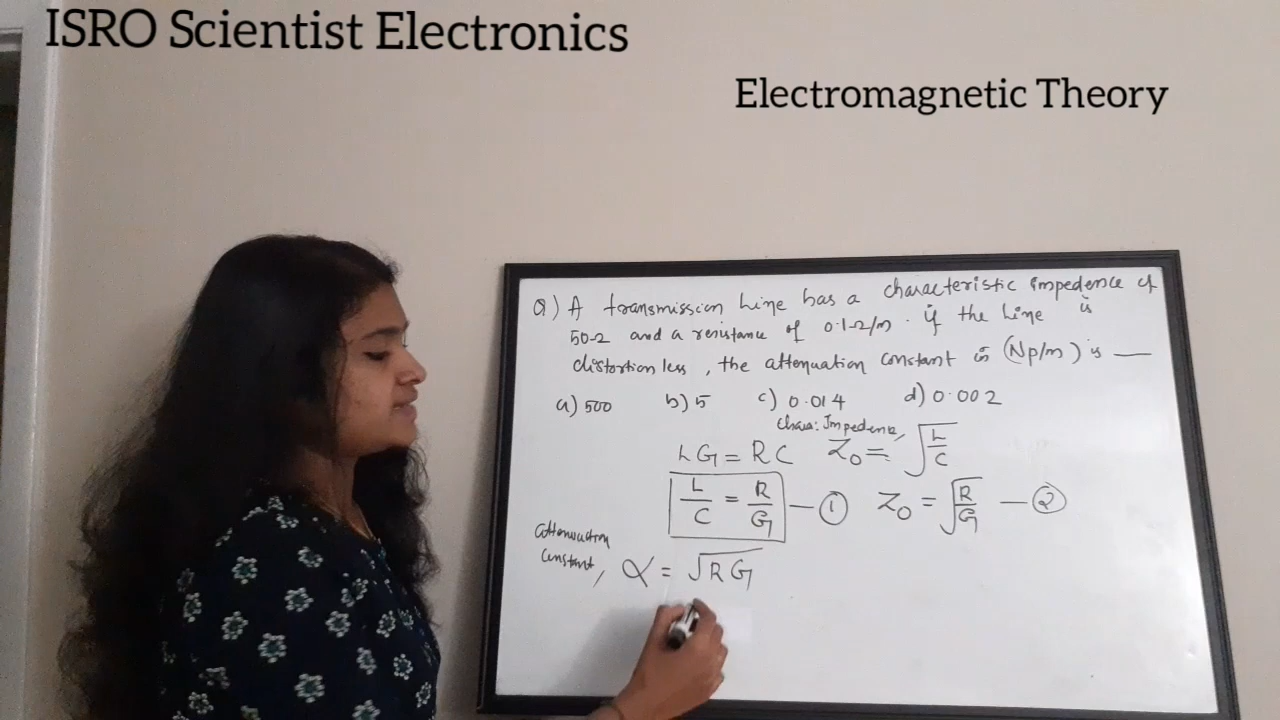 ISRO Scientist Electronics
Electromagnetic Theory
Q) A transmission line has a characteristic impedence of
50Ω and a resistance of 0.1Ω/m. if the line is
distortion less, the attenuation constant in (Np/m) is __
a) 500 b) 5 c) 0.014 d) 0.002
Chara: Impedence,
LG = RC Z₀ = √(L/C)
L/C = R/G — ① Z₀ = √(R/G) — ②
attenuation
constant, α = √RG